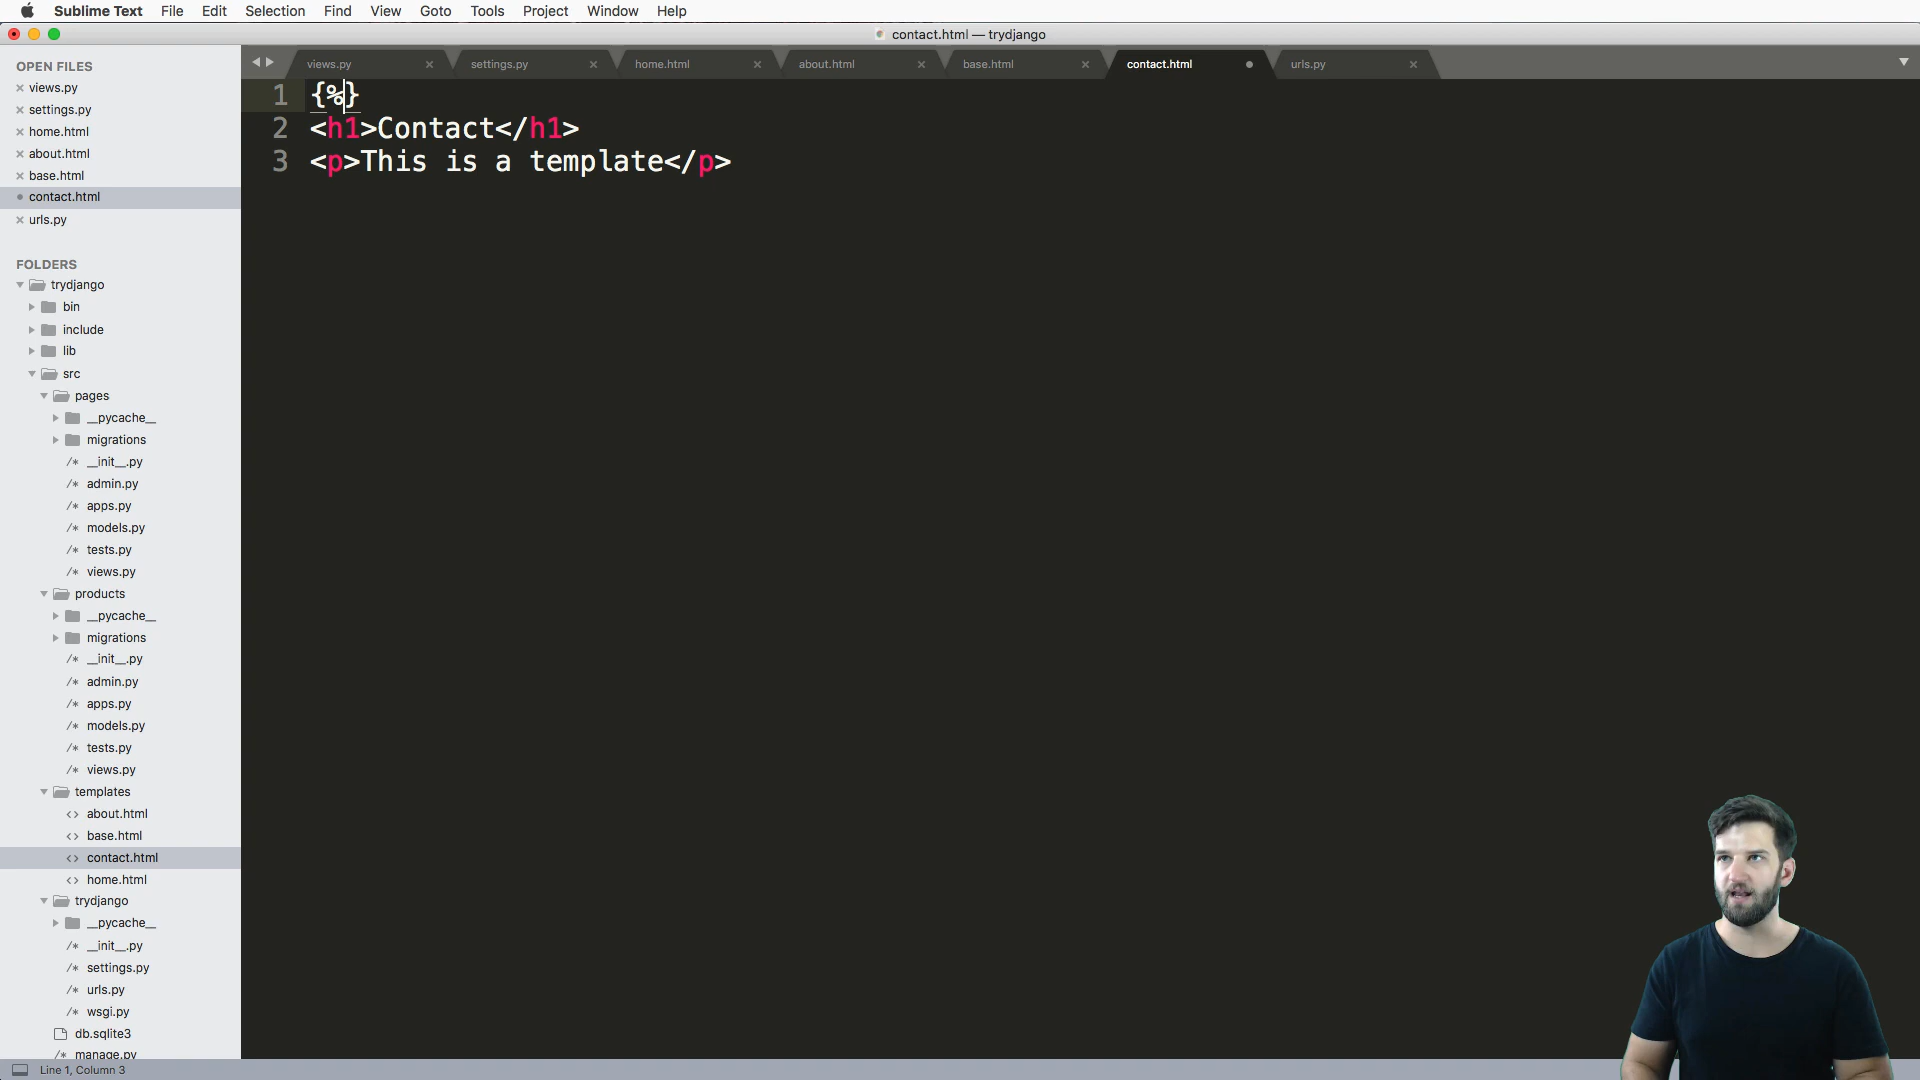 Sublime Text File Edit Selection Find View Goto Tools Project Window Help
contact.html — trydjango
OPEN FILES
views.py
settings.py
home.html
about.html
base.html
contact.html
urls.py
FOLDERS
trydjango
bin
include
lib
src
pages
__pycache__
migrations
__init__.py
admin.py
apps.py
models.py
tests.py
views.py
products
__pycache__
migrations
__init__.py
admin.py
apps.py
models.py
tests.py
views.py
templates
about.html
base.html
contact.html
home.html
trydjango
__pycache__
__init__.py
settings.py
urls.py
wsgi.py
db.sqlite3
manage.py
views.py settings.py home.html about.html base.html contact.html urls.py
1 {%}
2 <h1>Contact</h1>
3 <p>This is a template</p>
Line 1, Column 3